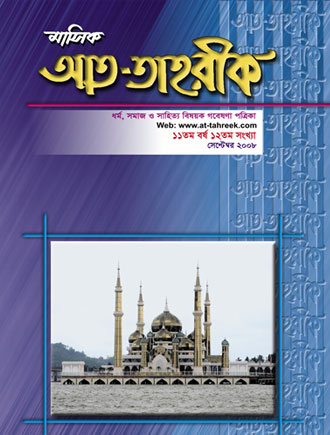 মাসিক
আত-তাহরীক
ধর্ম, সমাজ ও সাহিত্য বিষয়ক গবেষণা পত্রিকা
Web: www.at-tahreek.com
১১তম বর্ষ ১২তম সংখ্যা
সেপ্টেম্বর ২০০৮